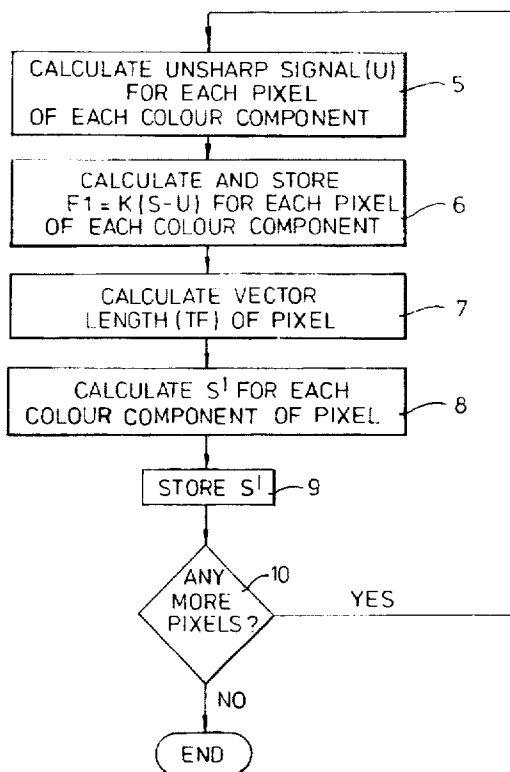 CALCULATE UNSHARP SIGNAL(U)
FOR EACH PIXEL
OF EACH COLOUR COMPONENT
5
CALCULATE AND STORE
F1 = K(S-U) FOR EACH PIXEL
OF EACH COLOUR COMPONENT
6
CALCULATE VECTOR
LENGTH(TF) OF PIXEL
7
CALCULATE S¹ FOR EACH
COLOUR COMPONENT OF PIXEL
8
STORE S¹
9
ANY
MORE
PIXELS?
10
YES
NO
END